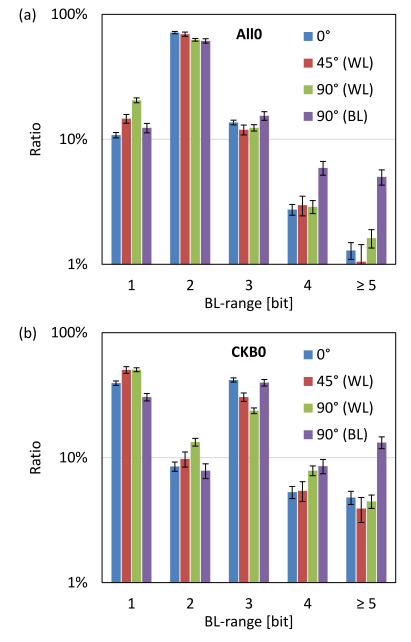 (a)
100%
All0
0°
45° (WL)
90° (WL)
90° (BL)
Ratio
10%
1%
1 2 3 4 ≥ 5
BL-range [bit]
(b)
100%
CKB0
0°
45° (WL)
90° (WL)
90° (BL)
Ratio
10%
1%
1 2 3 4 ≥ 5
BL-range [bit]